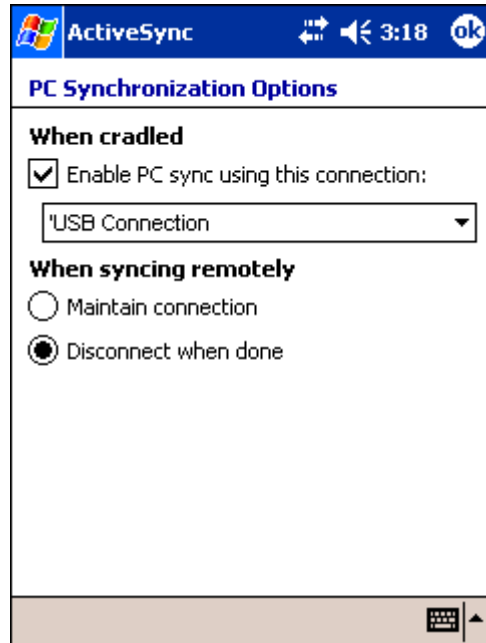 ActiveSync 3:18 ok
PC Synchronization Options
When cradled
Enable PC sync using this connection:
'USB Connection
When syncing remotely
Maintain connection
Disconnect when done